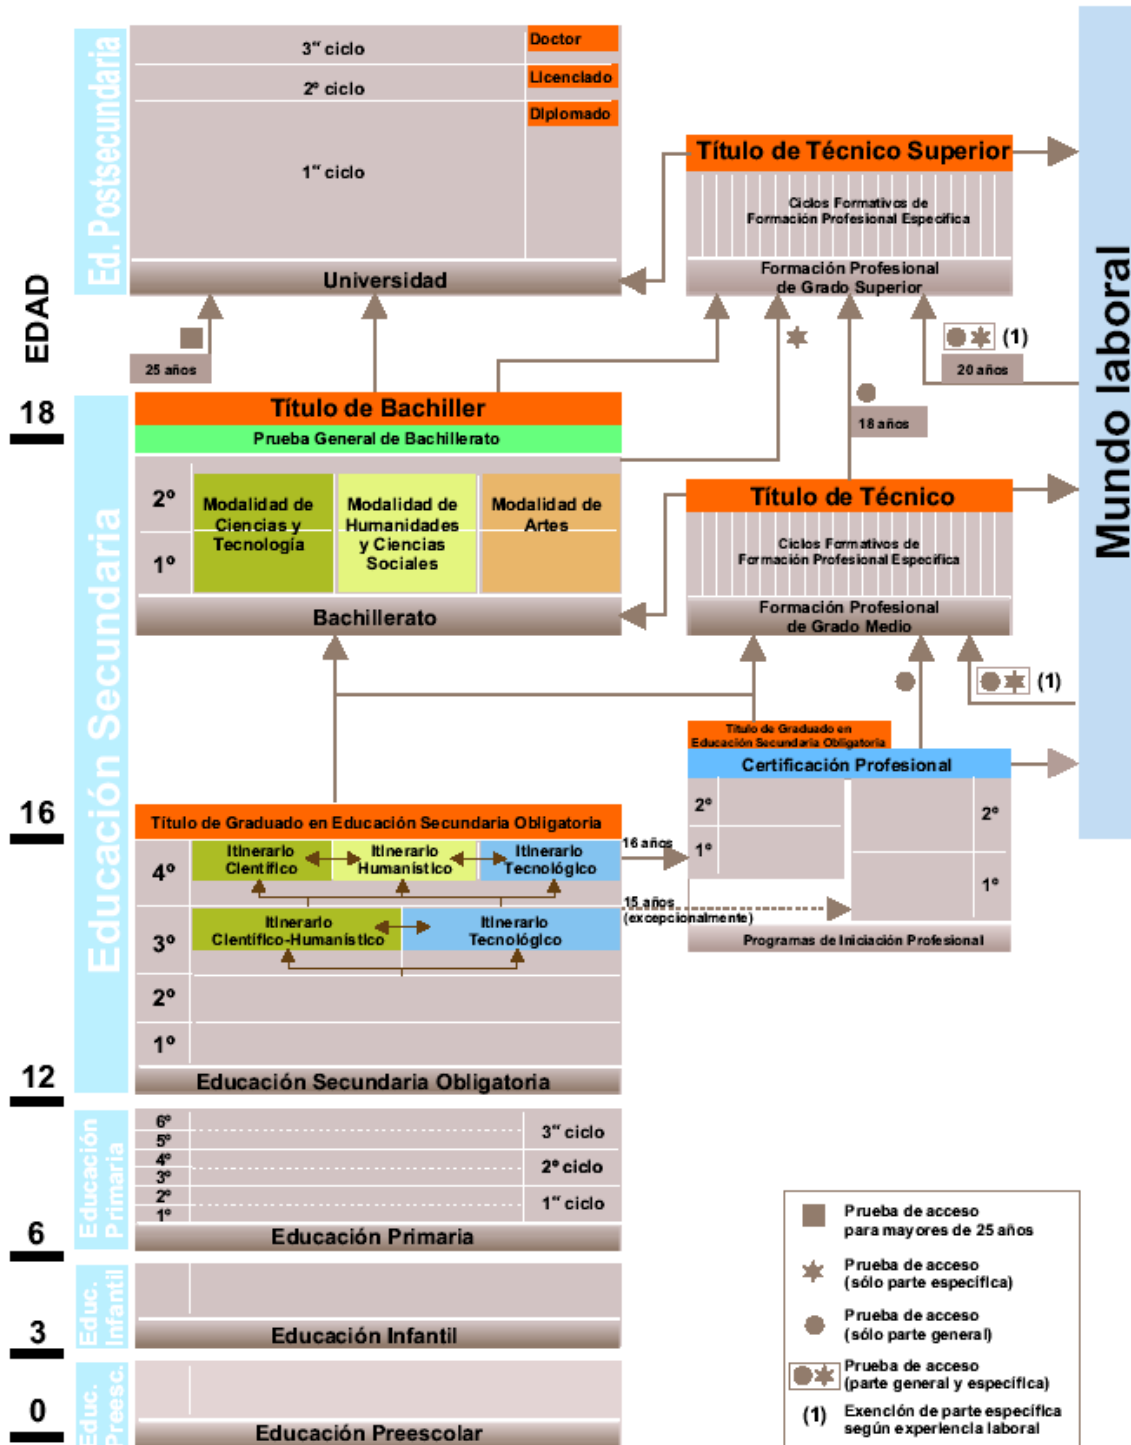 EDAD
18
16
12
6
3
0
Ed. Postsecundaria
3er ciclo
Doctor
2º ciclo
Licenciado
Diplomado
1er ciclo
Universidad
25 años
Título de Técnico Superior
Ciclos Formativos de
Formación Profesional Específica
Formación Profesional
de Grado Superior
(1)
20 años
18 años
Mundo laboral
Educación Secundaria
Título de Bachiller
Prueba General de Bachillerato
2º
1º
Modalidad de
Ciencias y
Tecnología
Modalidad de
Humanidades
y Ciencias
Sociales
Modalidad de
Artes
Bachillerato
Título de Técnico
Ciclos Formativos de
Formación Profesional Específica
Formación Profesional
de Grado Medio
(1)
Título de Graduado en
Educación Secundaria Obligatoria
Certificación Profesional
2º
1º
2º
1º
Programas de Iniciación Profesional
Título de Graduado en Educación Secundaria Obligatoria
16 años
15 años
(excepcionalmente)
4º
Itinerario
Científico
Itinerario
Humanístico
Itinerario
Tecnológico
3º
Itinerario
Científico-Humanístico
Itinerario
Tecnológico
2º
1º
Educación Secundaria Obligatoria
Educación
Primaria
6º
5º
4º
3º
2º
1º
3er ciclo
2º ciclo
1er ciclo
Educación Primaria
Educ.
Infantil
Educación Infantil
Educ.
Preesc.
Educación Preescolar
Prueba de acceso
para mayores de 25 años
Prueba de acceso
(sólo parte específica)
Prueba de acceso
(sólo parte general)
Prueba de acceso
(parte general y específica)
(1) Exención de parte específica
según experiencia laboral